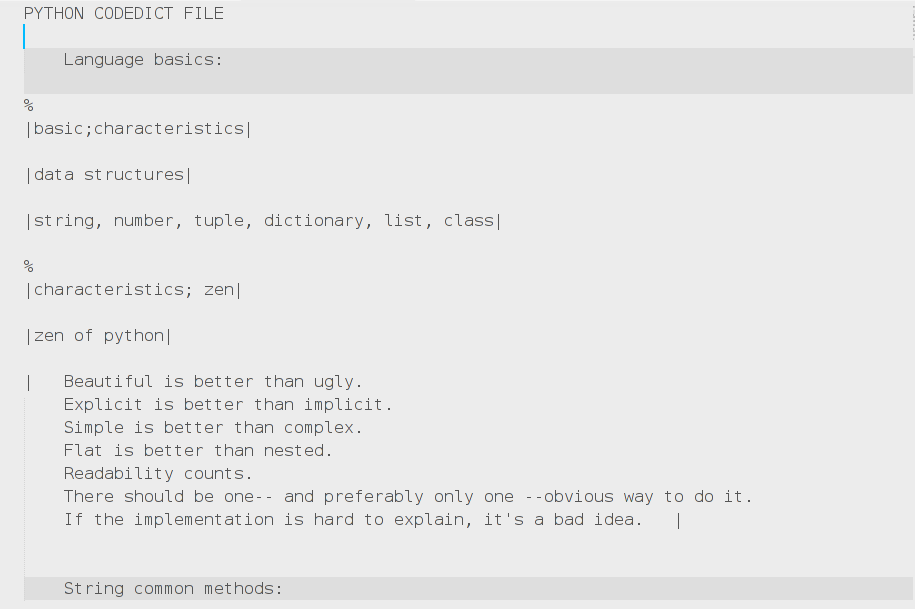 PYTHON CODEDICT FILE
Language basics:
%
|basic;characteristics|
|data structures|
|string, number, tuple, dictionary, list, class|
%
|characteristics; zen|
|zen of python|
|   Beautiful is better than ugly.
Explicit is better than implicit.
Simple is better than complex.
Flat is better than nested.
Readability counts.
There should be one-- and preferably only one --obvious way to do it.
If the implementation is hard to explain, it's a bad idea.   |
String common methods: